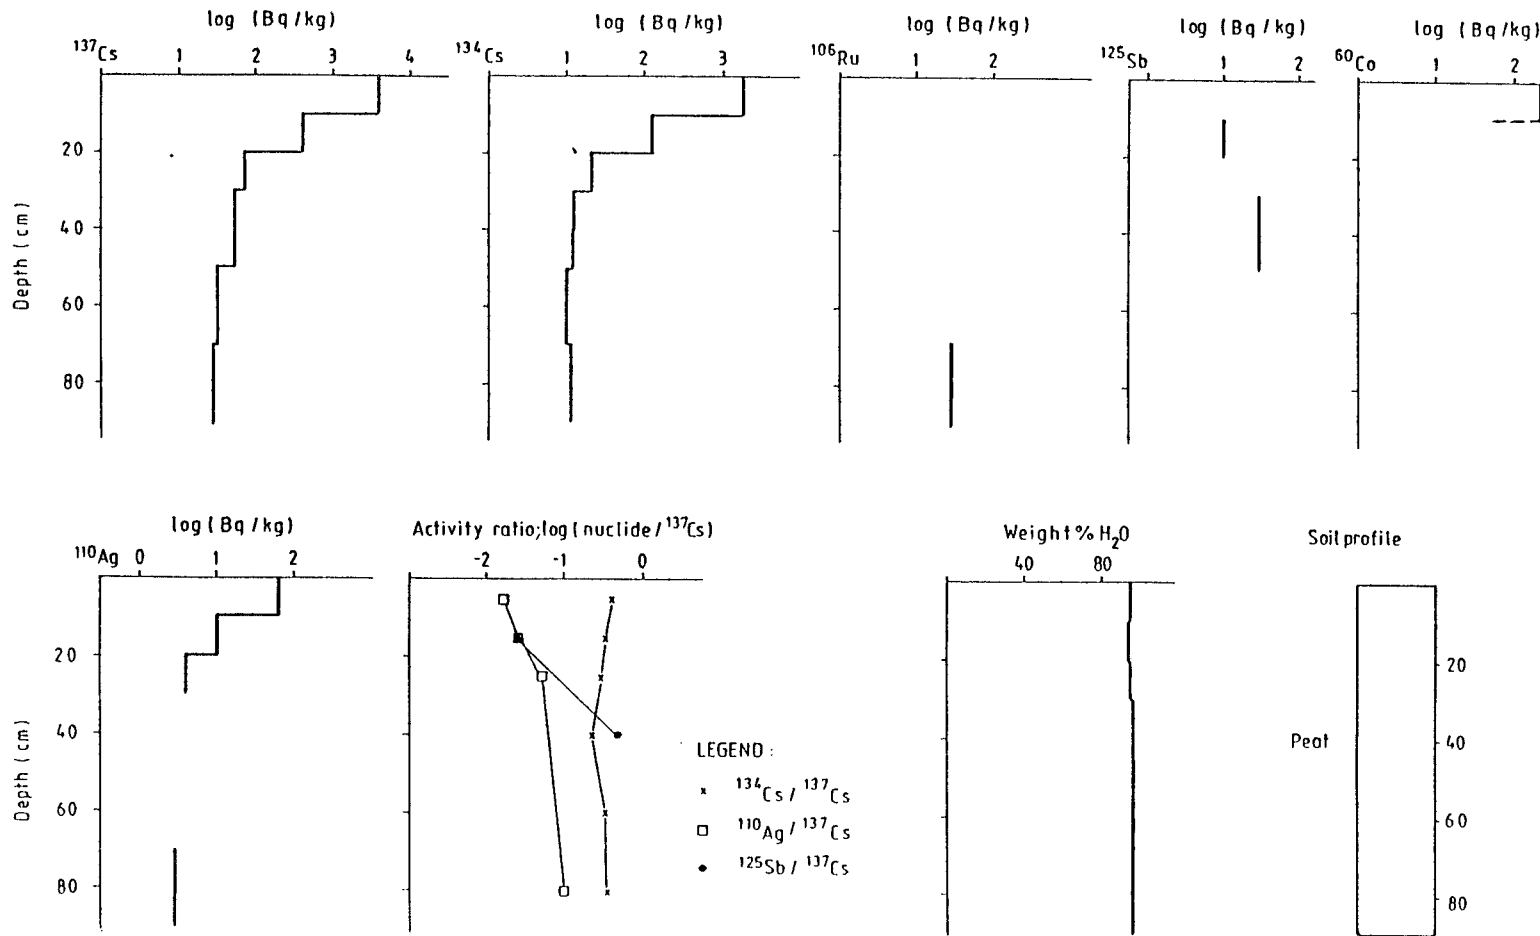 log (Bq/kg) log (Bq/kg) log (Bq/kg) log (Bq/kg) log (Bq/kg)
¹³⁷Cs 1 2 3 4 ¹³⁴Cs 1 2 3 ¹⁰⁶Ru 1 2 ¹²⁵Sb 1 2 ⁶⁰Co 1 2
20
40
60
80
Depth (cm)
log (Bq/kg) Activity ratio; log (nuclide/¹³⁷Cs) Weight % H₂O Soil profile
¹¹⁰Ag 0 1 2 -2 -1 0 40 80
20 20
40 Peat 40
60 60
80 80
Depth (cm)
LEGEND :
x ¹³⁴Cs / ¹³⁷Cs
□ ¹¹⁰Ag / ¹³⁷Cs
● ¹²⁵Sb / ¹³⁷Cs